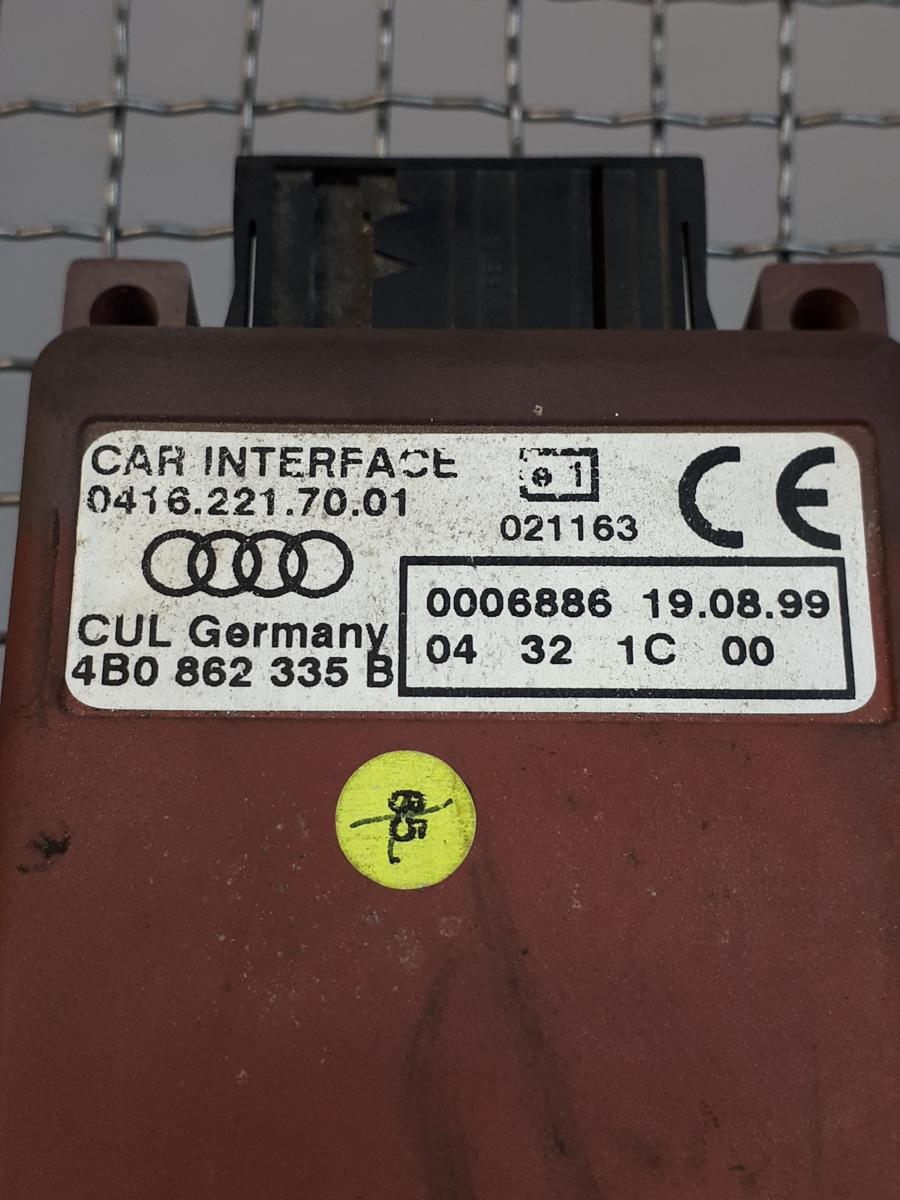 CAR INTERFACE
0416.221.70.01
e 1
021163
CE
CUL Germany
4B0 862 335 B
0006886 19.08.99
04 32 1C 00